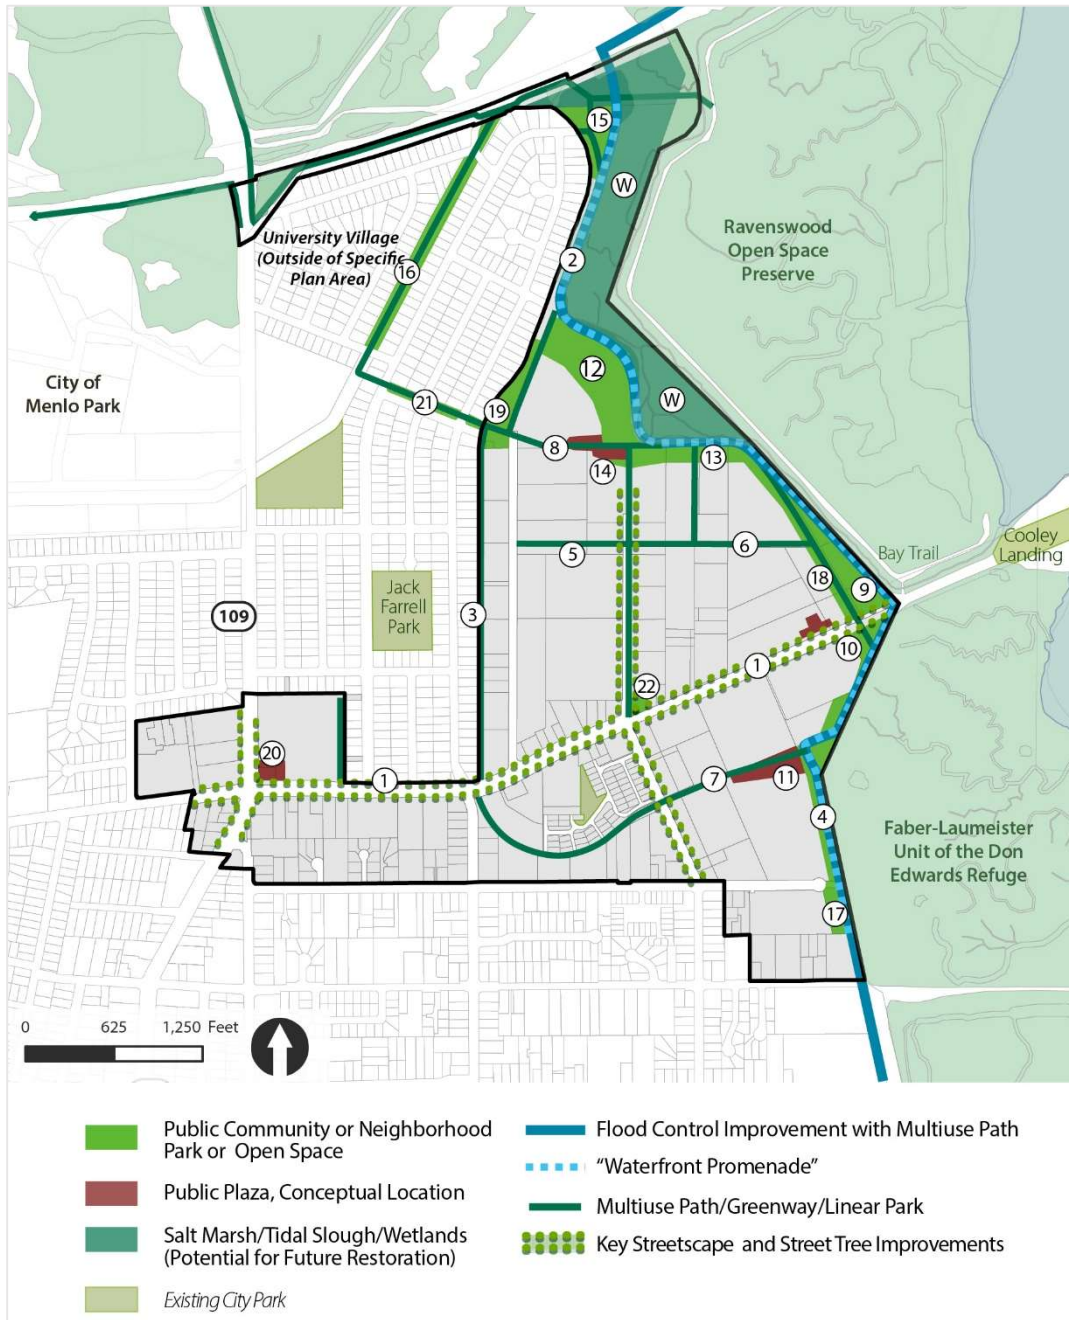 15
W
Ravenswood
Open Space
Preserve
University Village
(Outside of Specific
Plan Area)
16
2
City of
Menlo Park
12
W
21
19
8
14
13
5
6
Bay Trail
Cooley
Landing
Jack
Farrell
Park
109
3
18
9
10
1
22
20
1
7
11
4
Faber-Laumeister
Unit of the Don
Edwards Refuge
17
0 625 1,250 Feet
Public Community or Neighborhood
Park or Open Space
Public Plaza, Conceptual Location
Salt Marsh/Tidal Slough/Wetlands
(Potential for Future Restoration)
Existing City Park
Flood Control Improvement with Multiuse Path
“Waterfront Promenade”
Multiuse Path/Greenway/Linear Park
Key Streetscape and Street Tree Improvements